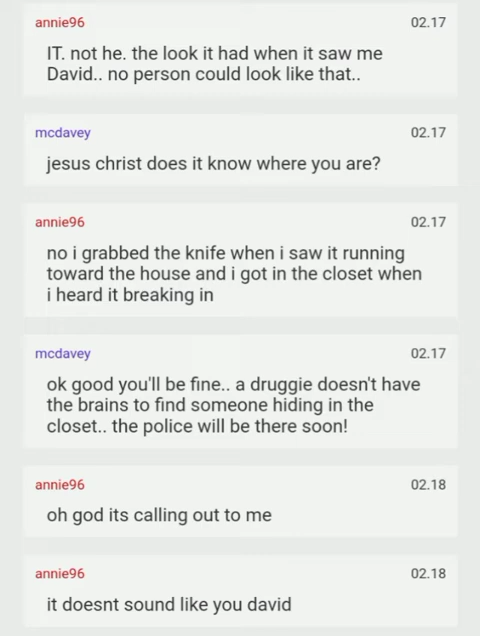 annie96 02.17
IT. not he. the look it had when it saw me
David.. no person could look like that..
mcdavey 02.17
jesus christ does it know where you are?
annie96 02.17
no i grabbed the knife when i saw it running
toward the house and i got in the closet when
i heard it breaking in
mcdavey 02.17
ok good you'll be fine.. a druggie doesn't have
the brains to find someone hiding in the
closet.. the police will be there soon!
annie96 02.18
oh god its calling out to me
annie96 02.18
it doesnt sound like you david